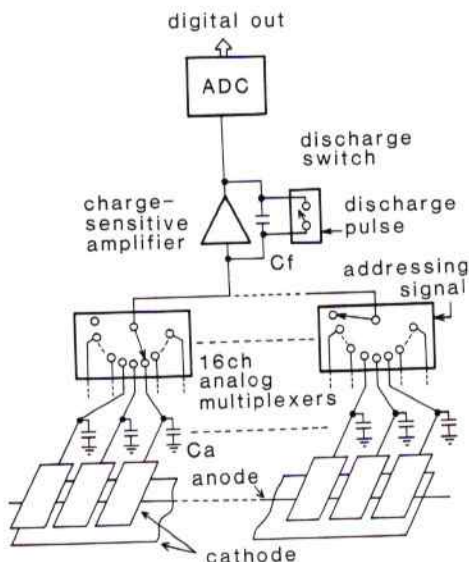 digital out
ADC
discharge
switch
charge-
sensitive
amplifier
discharge
pulse
Cf
addressing
signal
16ch
analog
multiplexers
Ca
anode
cathode